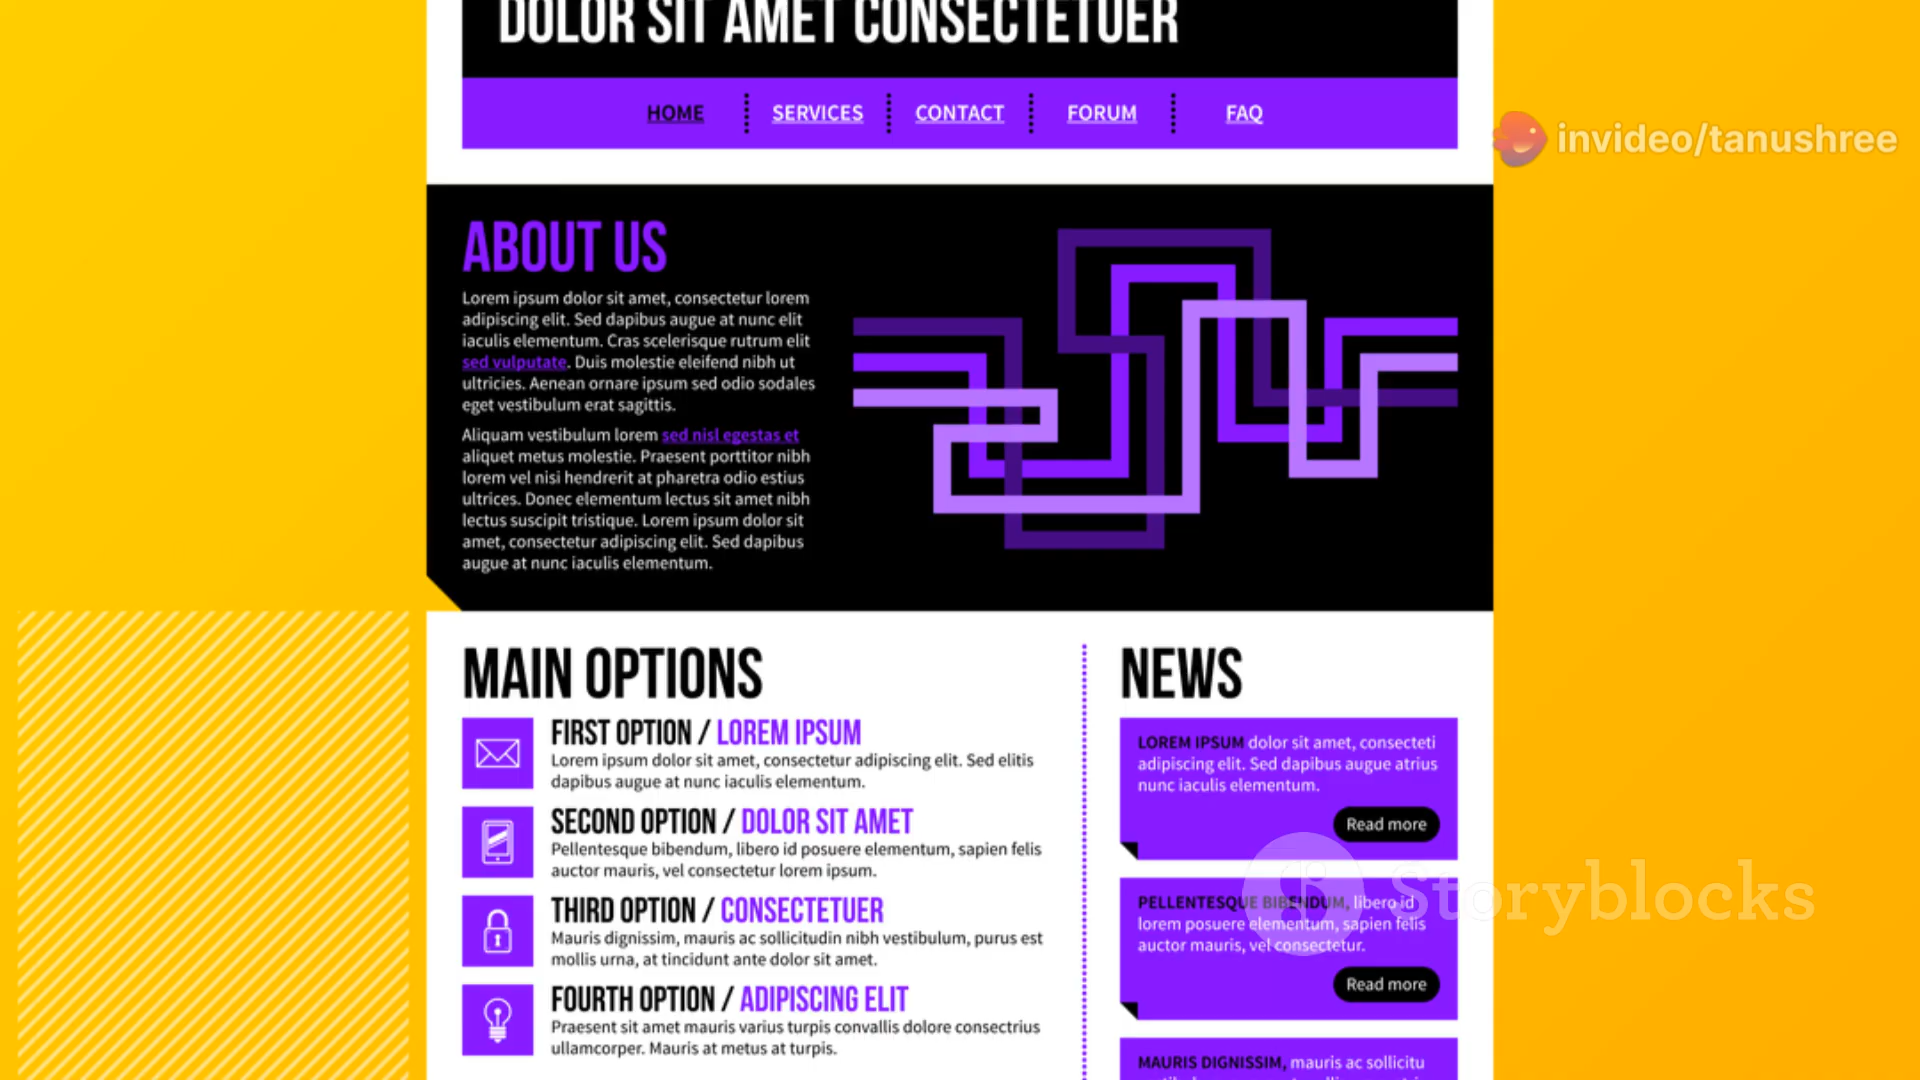 DOLOR SIT AMET CONSECTETUER
HOME SERVICES CONTACT FORUM FAQ
invideo/tanushree
ABOUT US
Lorem ipsum dolor sit amet, consectetur lorem
adipiscing elit. Sed dapibus augue at nunc elit
iaculis elementum. Cras scelerisque rutrum elit
sed vulputate. Duis molestie eleifend nibh ut
ultricies. Aenean ornare ipsum sed odio sodales
eget vestibulum erat sagittis.
Aliquam vestibulum lorem sed nisl egestas et
aliquet metus molestie. Praesent porttitor nibh
lorem vel nisi hendrerit at pharetra odio estius
ultrices. Donec elementum lectus sit amet nibh
lectus suscipit tristique. Lorem ipsum dolor sit
amet, consectetur adipiscing elit. Sed dapibus
augue at nunc iaculis elementum.
MAIN OPTIONS
FIRST OPTION / LOREM IPSUM
Lorem ipsum dolor sit amet, consectetur adipiscing elit. Sed elitis
dapibus augue at nunc iaculis elementum.
SECOND OPTION / DOLOR SIT AMET
Pellentesque bibendum, libero id posuere elementum, sapien felis
auctor mauris, vel consectetur lorem ipsum.
THIRD OPTION / CONSECTETUER
Mauris dignissim, mauris ac sollicitudin nibh vestibulum, purus est
mollis urna, at tincidunt ante dolor sit amet.
FOURTH OPTION / ADIPISCING ELIT
Praesent sit amet mauris varius turpis convallis dolore consectrius
ullamcorper. Mauris at metus at turpis.
NEWS
LOREM IPSUM dolor sit amet, consecteti
adipiscing elit. Sed dapibus augue atrius
nunc iaculis elementum.
Read more
PELLENTESQUE BIBENDUM, libero id
lorem posuere elementum, sapien felis
auctor mauris, vel consectetur.
Read more
Storyblocks
MAURIS DIGNISSIM, mauris ac sollicitu